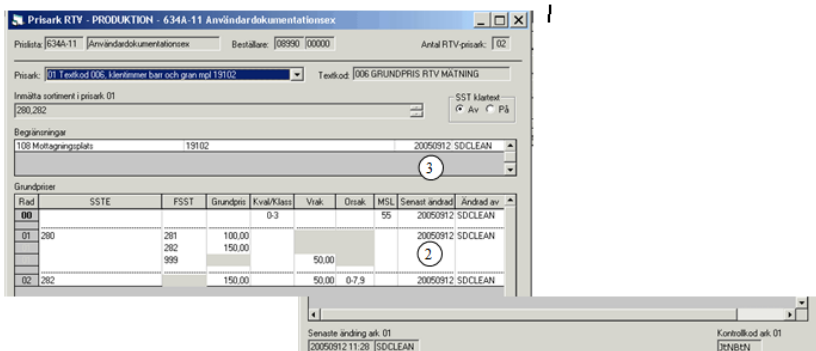 Prisark RTV - PRODUKTION - 634A-11 Användardokumentationsex
Prislista: 634A-11 Användardokumentationsex Beställare: 08990 00000 Antal RTV-prisark: 02
Prisark: 01 Textkod 006, klentimmer barr och gran mpl 19102 Textkod: 006 GRUNDPRIS RTV MÄTNING
Inmätta sortiment i prisark 01
280,282
SST klartext
Av På
Begränsningar
108 Mottagningsplats 19102 20050912 SDCLEAN
3
Grundpriser
Rad SSTE FSST Grundpris Kval/Klass Vrak Orsak MSL Senast ändrad Ändrad av
00 0-3 55 20050912 SDCLEAN
01 280 281 100,00 20050912 SDCLEAN
282 150,00
2
999 50,00
02 282 150,00 50,00 0-7,9 20050912 SDCLEAN
Senaste ändring ark 01 Kontrollkod ark 01
20050912 11:28 SDCLEAN JtNBtN